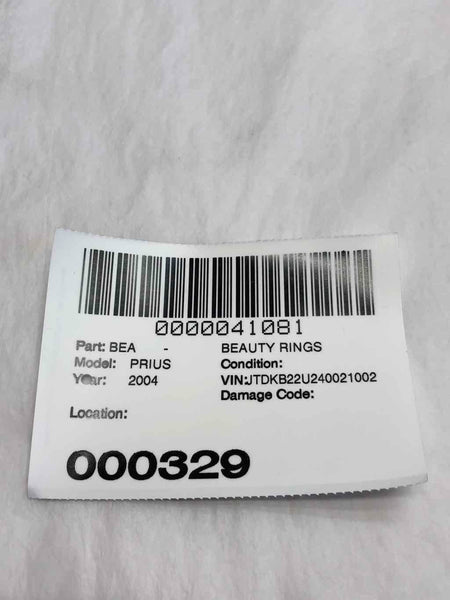 0000041081
Part: BEA - BEAUTY RINGS
Model: PRIUS Condition:
Year: 2004 VIN:JTDKB22U240021002
Damage Code:
Location:
000329